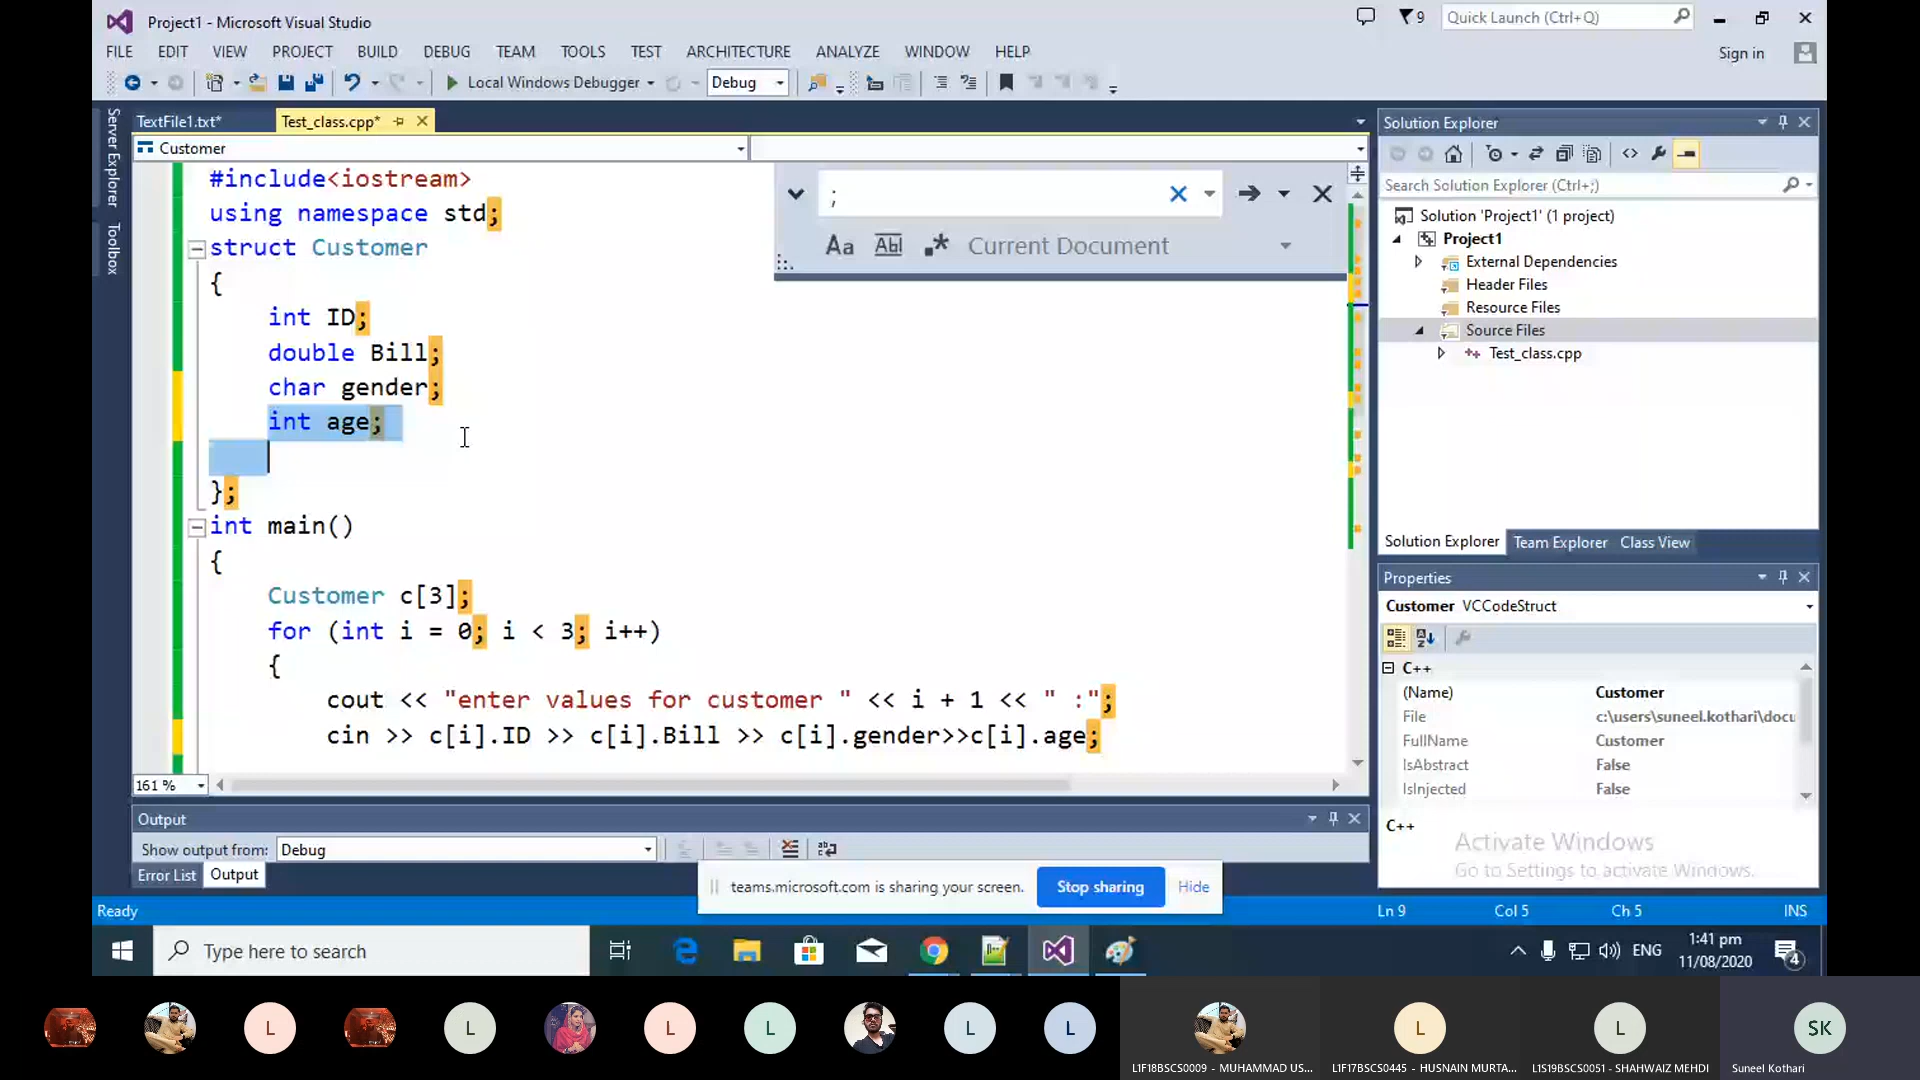 Project1 - Microsoft Visual Studio
9
Quick Launch (Ctrl+Q)
FILE EDIT VIEW PROJECT BUILD DEBUG TEAM TOOLS TEST ARCHITECTURE ANALYZE WINDOW HELP
Sign in
Local Windows Debugger
Debug
Server Explorer
Toolbox
TextFile1.txt*
Test_class.cpp*
Customer
#include<iostream>
using namespace std;
struct Customer
{
int ID;
double Bill;
char gender;
int age;
};
int main()
{
Customer c[3];
for (int i = 0; i < 3; i++)
{
cout << "enter values for customer " << i + 1 << " :";
cin >> c[i].ID >> c[i].Bill >> c[i].gender>>c[i].age;
161 %
;
Aa Abl .* Current Document
Solution Explorer
Search Solution Explorer (Ctrl+;)
Solution 'Project1' (1 project)
Project1
External Dependencies
Header Files
Resource Files
Source Files
Test_class.cpp
Solution Explorer Team Explorer Class View
Properties
Customer VCCodeStruct
C++
(Name) Customer
File c:\users\suneel.kothari\docu
FullName Customer
IsAbstract False
IsInjected False
C++
Activate Windows
Go to Settings to activate Windows.
Output
Show output from: Debug
Error List Output
teams.microsoft.com is sharing your screen. Stop sharing Hide
Ready
Ln 9 Col 5 Ch 5 INS
Type here to search
ENG
1:41 pm
11/08/2020
4
L L L L L L L L SK
L1F18BSCS0009 - MUHAMMAD US...
L1F17BSCS0445 - HUSNAIN MURTA...
L1S19BSCS0051 - SHAHWAIZ MEHDI
Suneel Kothari